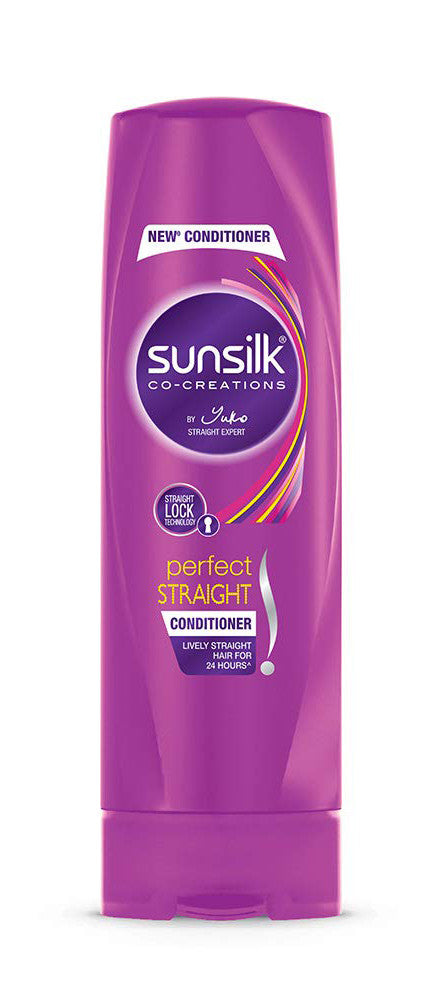 NEW◊ CONDITIONER
sunsilk®
CO-CREATIONS
BY Yuko
STRAIGHT EXPERT
STRAIGHT
LOCK
TECHNOLOGY
perfect
STRAIGHT
CONDITIONER
LIVELY STRAIGHT
HAIR FOR
24 HOURS^